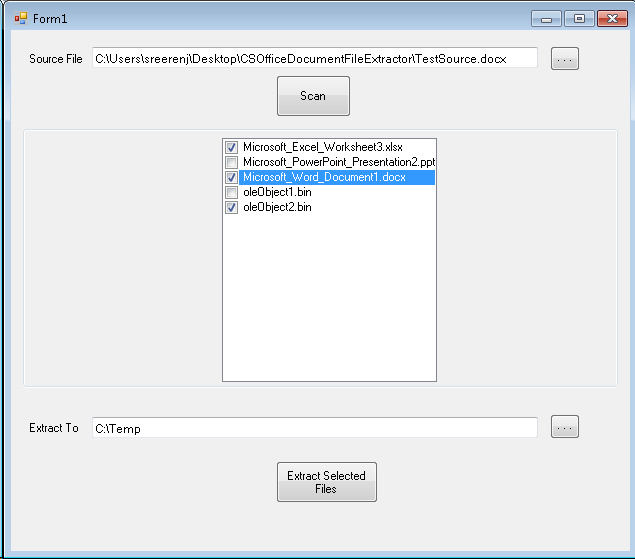 Form1
Source File C:\Users\sreerenj\Desktop\CSOfficeDocumentFileExtractor\TestSource.docx ...
Scan
Microsoft_Excel_Worksheet3.xlsx
Microsoft_PowerPoint_Presentation2.ppt
Microsoft_Word_Document1.docx
oleObject1.bin
oleObject2.bin
Extract To C:\Temp ...
Extract Selected
Files